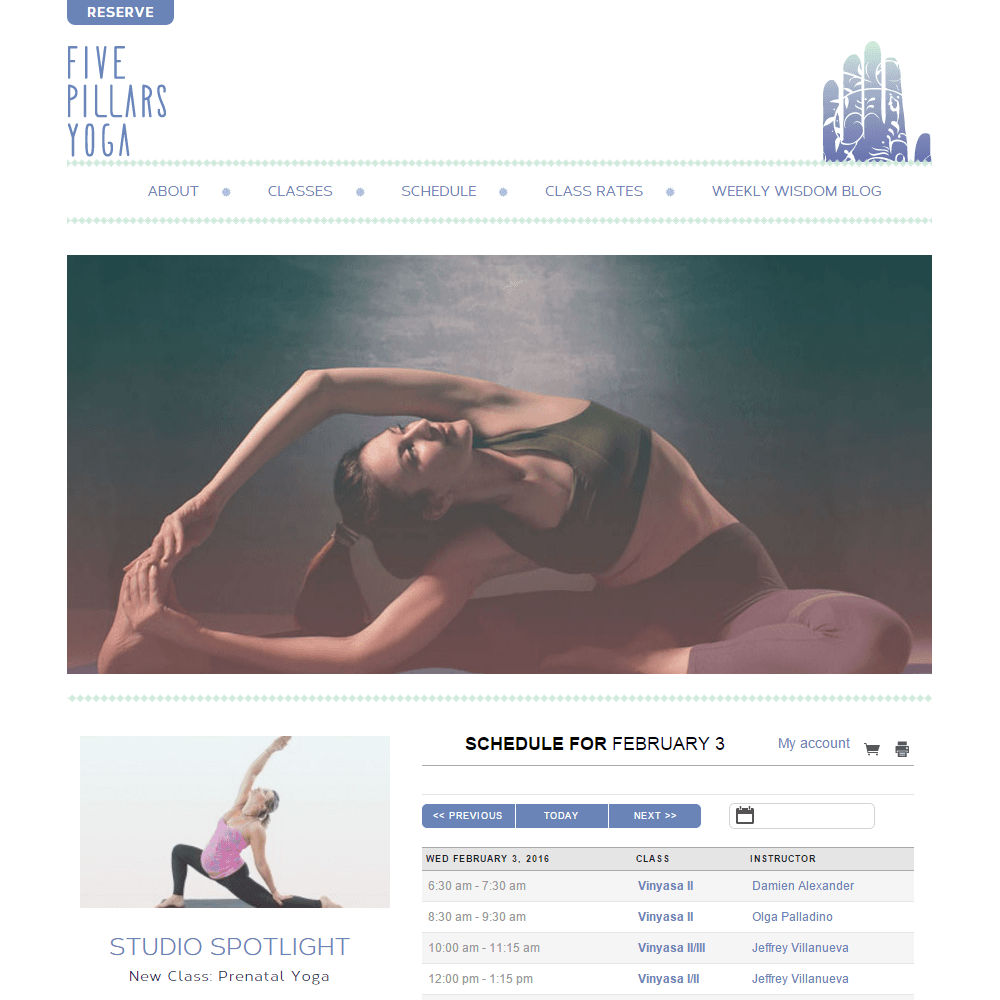 RESERVE
FIVE
PILLARS
YOGA
ABOUT CLASSES SCHEDULE CLASS RATES WEEKLY WISDOM BLOG
SCHEDULE FOR FEBRUARY 3 My account
<< PREVIOUS TODAY NEXT >>
WED FEBRUARY 3, 2016 CLASS INSTRUCTOR
6:30 am - 7:30 am Vinyasa II Damien Alexander
8:30 am - 9:30 am Vinyasa II Olga Palladino
10:00 am - 11:15 am Vinyasa II/III Jeffrey Villanueva
12:00 pm - 1:15 pm Vinyasa I/II Jeffrey Villanueva
STUDIO SPOTLIGHT
New Class: Prenatal Yoga